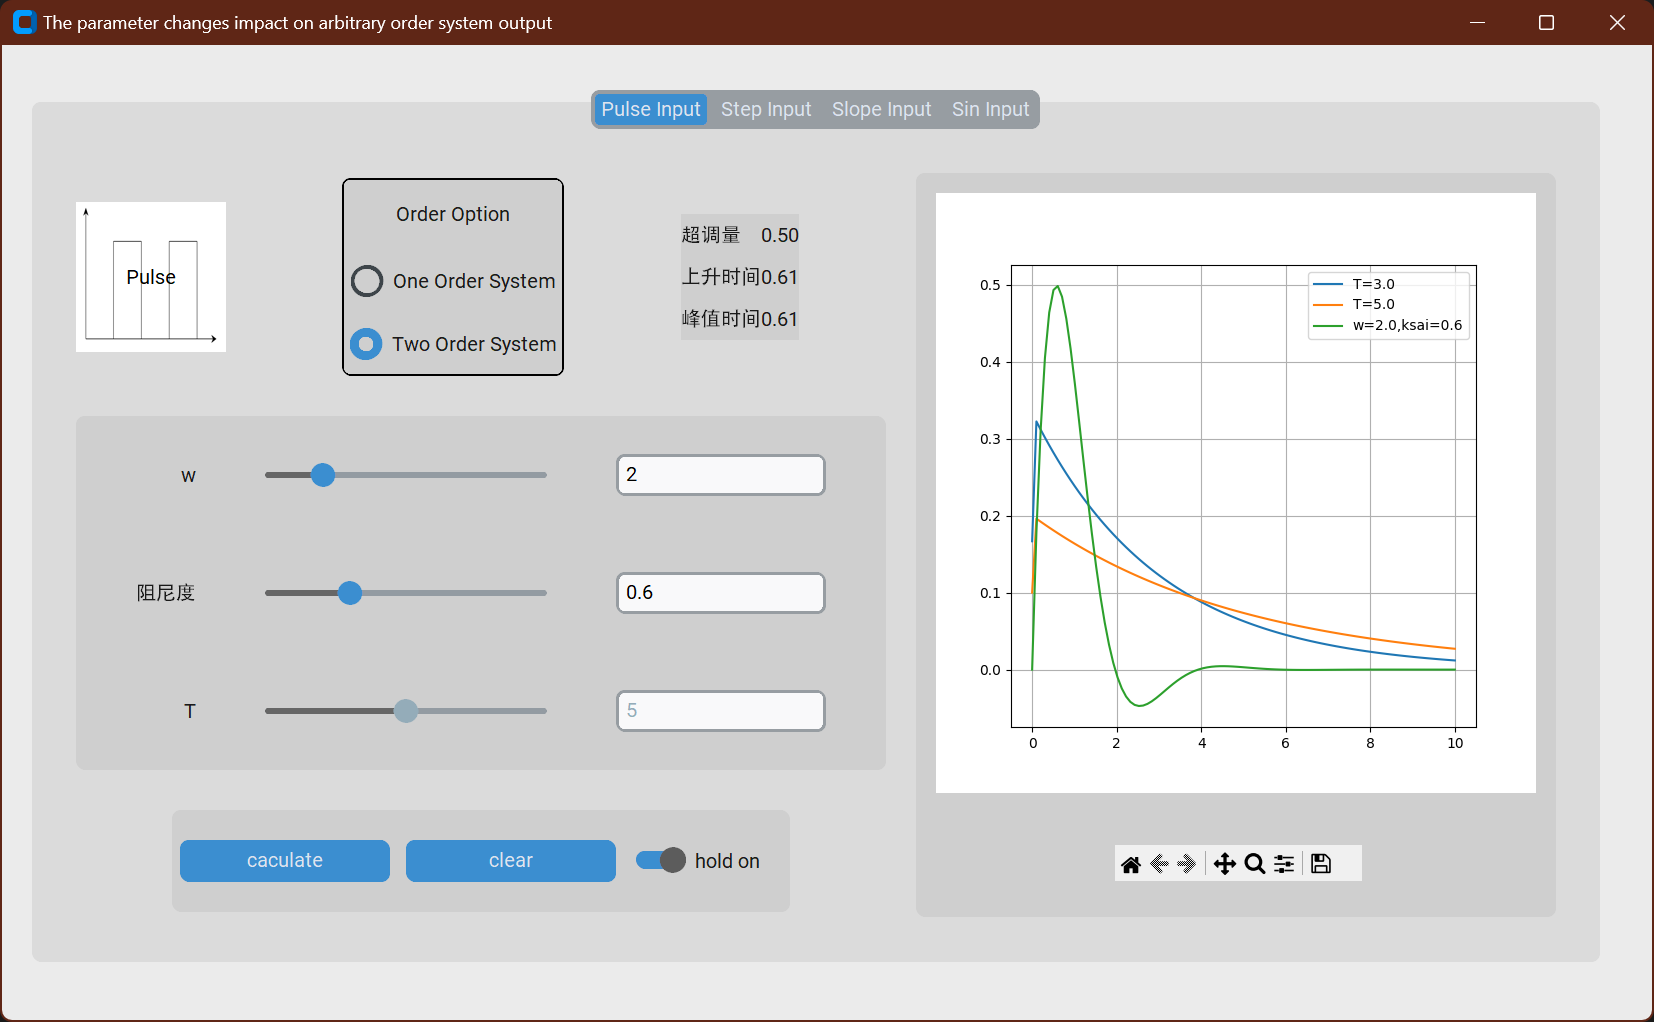 The parameter changes impact on arbitrary order system output
Pulse Input Step Input Slope Input Sin Input
Pulse
Order Option
One Order System
Two Order System
超调量 0.50
上升时间0.61
峰值时间0.61
w 2
阻尼度 0.6
T 5
caculate clear hold on
T=3.0
T=5.0
w=2.0,ksai=0.6
0.5
0.4
0.3
0.2
0.1
0.0
0 2 4 6 8 10